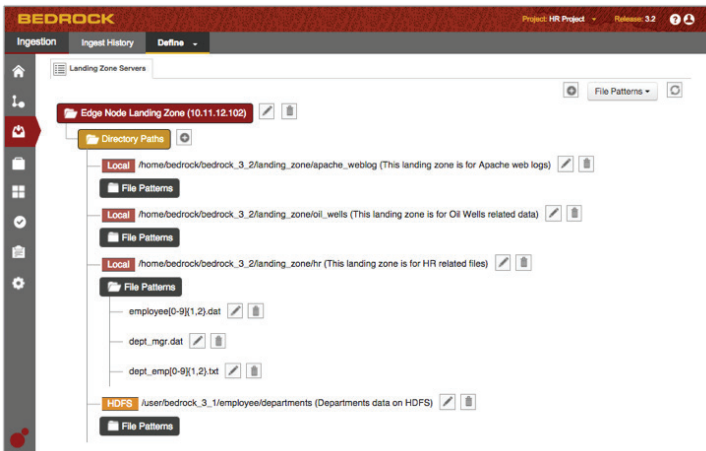 BEDROCK
Project: HR Project Release: 3.2
Ingestion Ingest History Define
Landing Zone Servers
File Patterns
Edge Node Landing Zone (10.11.12.102)
Directory Paths
Local /home/bedrock/bedrock_3_2/landing_zone/apache_weblog (This landing zone is for Apache web logs)
File Patterns
Local /home/bedrock/bedrock_3_2/landing_zone/oil_wells (This landing zone is for Oil Wells related data)
File Patterns
Local /home/bedrock/bedrock_3_2/landing_zone/hr (This landing zone is for HR related files)
File Patterns
employee[0-9]{1,2}.dat
dept_mgr.dat
dept_emp[0-9]{1,2}.txt
HDFS /user/bedrock_3_1/employee/departments (Departments data on HDFS)
File Patterns